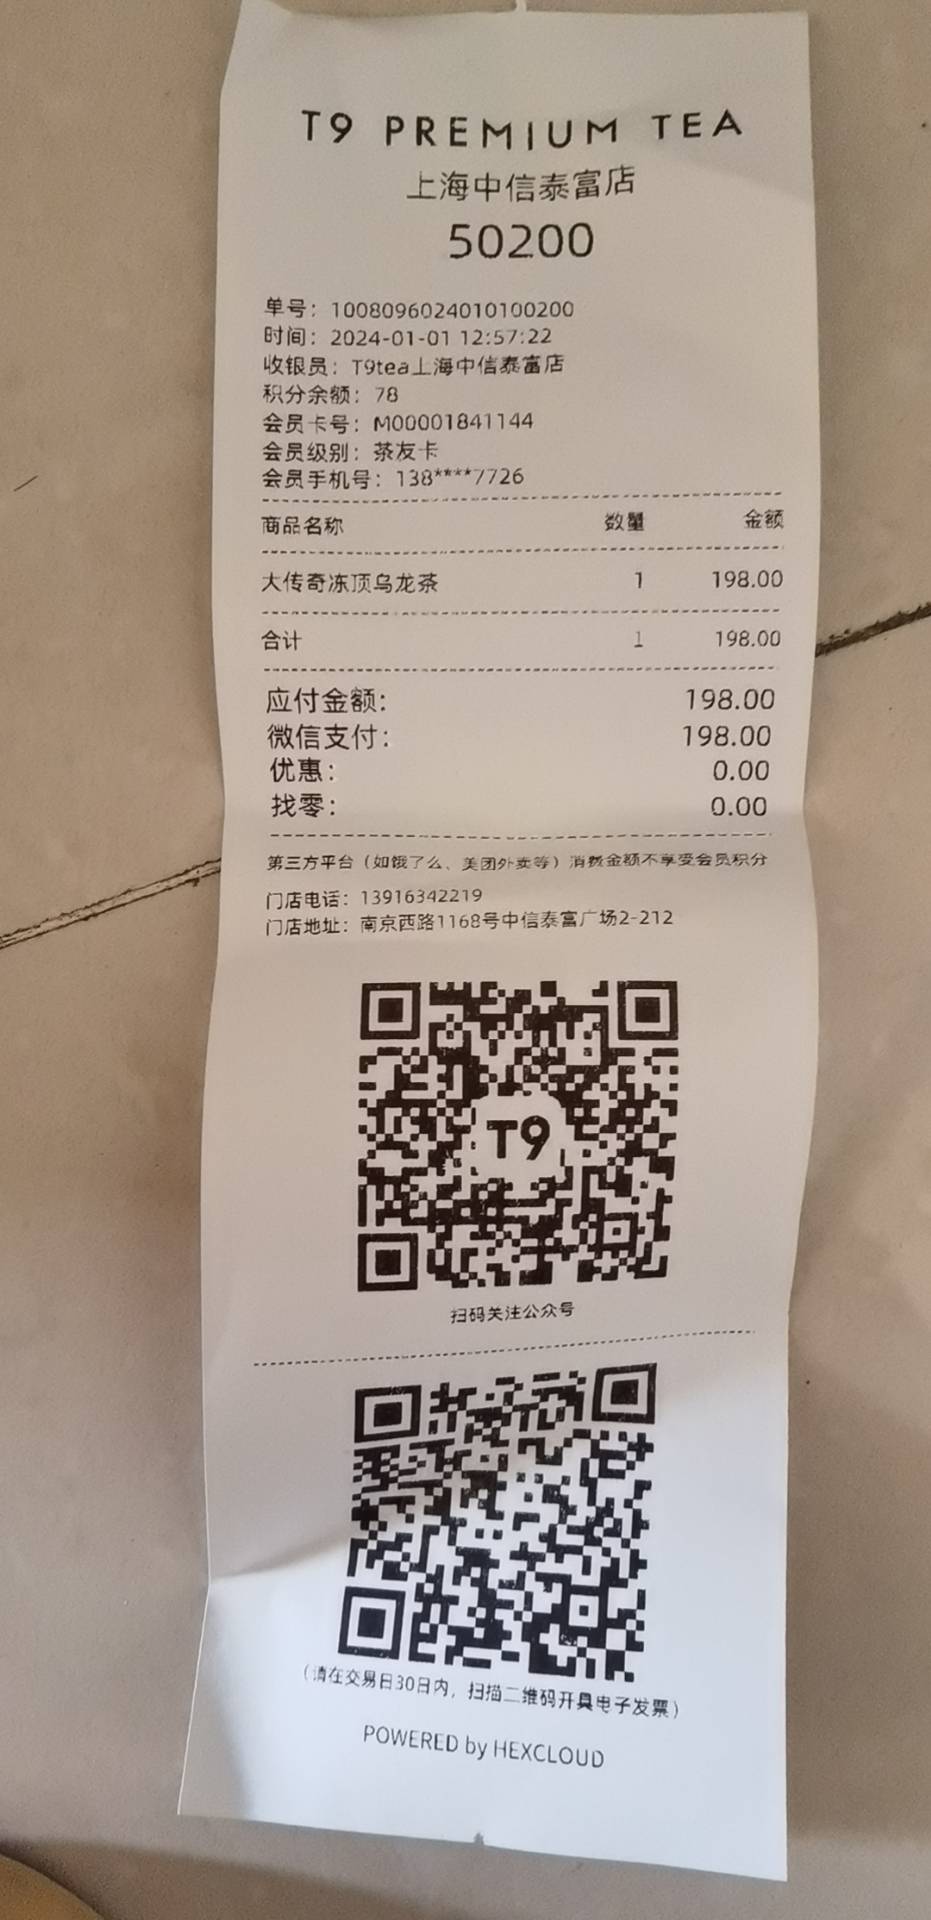 T9 PREMIUM TEA
上海中信泰富店
50200
单号：1008096024010100200
时间：2024-01-01 12:57:22
收银员：T9tea上海中信泰富店
积分余额：78
会员卡号：M00001841144
会员级别：茶友卡
会员手机号：138****7726
商品名称 数量 金额
大传奇冻顶乌龙茶 1 198.00
合计 1 198.00
应付金额: 198.00
微信支付: 198.00
优惠: 0.00
找零: 0.00
第三方平台（如饿了么、美团外卖等）消费金额不享受会员积分
门店电话：13916342219
门店地址：南京西路1168号中信泰富广场2-212
T9
扫码关注公众号
（请在交易日30日内，扫描二维码开具电子发票）
POWERED by HEXCLOUD